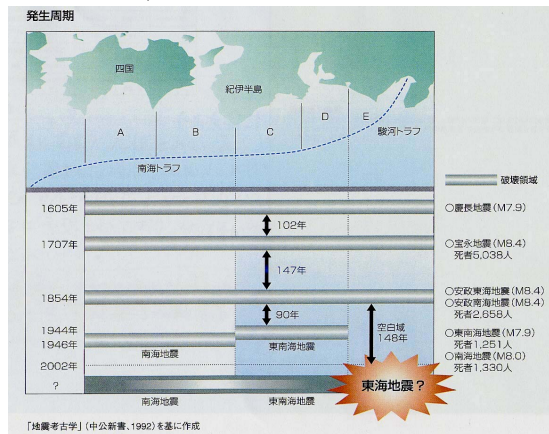 発生周期
四国
紀伊半島
A
B
C
D
E
駿河トラフ
南海トラフ
破壊領域
1605年
○慶長地震(M7.9)
102年
1707年
○宝永地震(M8.4)
死者5,038人
147年
1854年
○安政東海地震(M8.4)
○安政南海地震(M8.4)
死者2,658人
90年
空白域
148年
1944年
1946年
南海地震
東南海地震
○東南海地震(M7.9)
死者1,251人
○南海地震(M8.0)
死者1,330人
2002年
?
東海地震?
南海地震
東南海地震
「地震考古学」(中公新書、1992)を基に作成